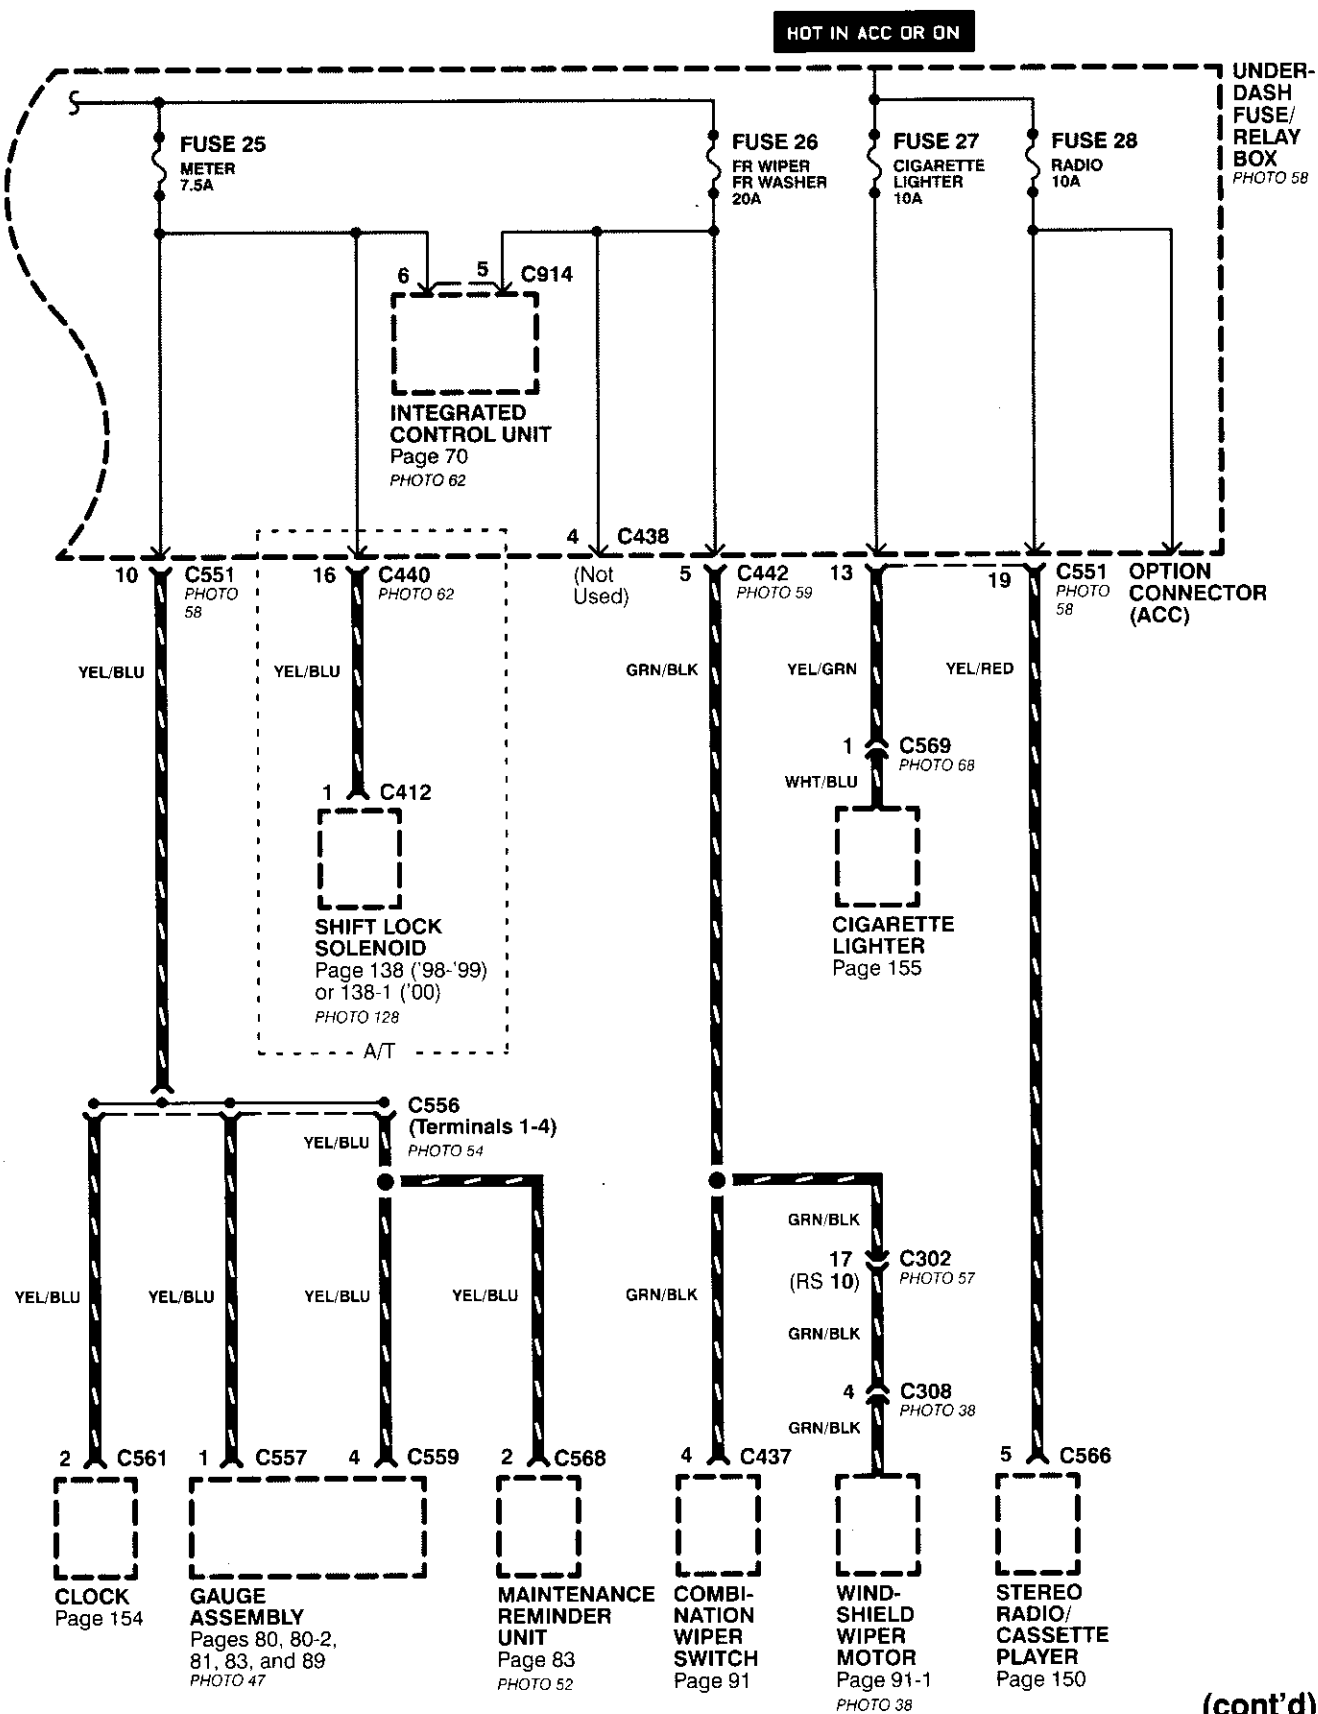 HOT IN ACC OR ON
UNDER-
DASH
FUSE/
RELAY
BOX
PHOTO 58
FUSE 25
METER
7.5A
FUSE 26
FR WIPER
FR WASHER
20A
FUSE 27
CIGARETTE
LIGHTER
10A
FUSE 28
RADIO
10A
6 5 C914
INTEGRATED
CONTROL UNIT
Page 70
PHOTO 62
10 C551
PHOTO
58
16 C440
PHOTO 62
4 C438
(Not
Used)
5 C442
PHOTO 59
13
19 C551
PHOTO
58
OPTION
CONNECTOR
(ACC)
YEL/BLU
YEL/BLU
GRN/BLK
YEL/GRN
YEL/RED
1 C569
PHOTO 68
WHT/BLU
1 C412
SHIFT LOCK
SOLENOID
Page 138 ('98-'99)
or 138-1 ('00)
PHOTO 128
A/T
CIGARETTE
LIGHTER
Page 155
C556
(Terminals 1-4)
PHOTO 54
YEL/BLU
GRN/BLK
17 C302
(RS 10) PHOTO 57
YEL/BLU
YEL/BLU
YEL/BLU
YEL/BLU
GRN/BLK
GRN/BLK
4 C308
PHOTO 38
GRN/BLK
2 C561
1 C557
4 C559
2 C568
4 C437
5 C566
CLOCK
Page 154
GAUGE
ASSEMBLY
Pages 80, 80-2,
81, 83, and 89
PHOTO 47
MAINTENANCE
REMINDER
UNIT
Page 83
PHOTO 52
COMBI-
NATION
WIPER
SWITCH
Page 91
WIND-
SHIELD
WIPER
MOTOR
Page 91-1
PHOTO 38
STEREO
RADIO/
CASSETTE
PLAYER
Page 150
(cont'd)